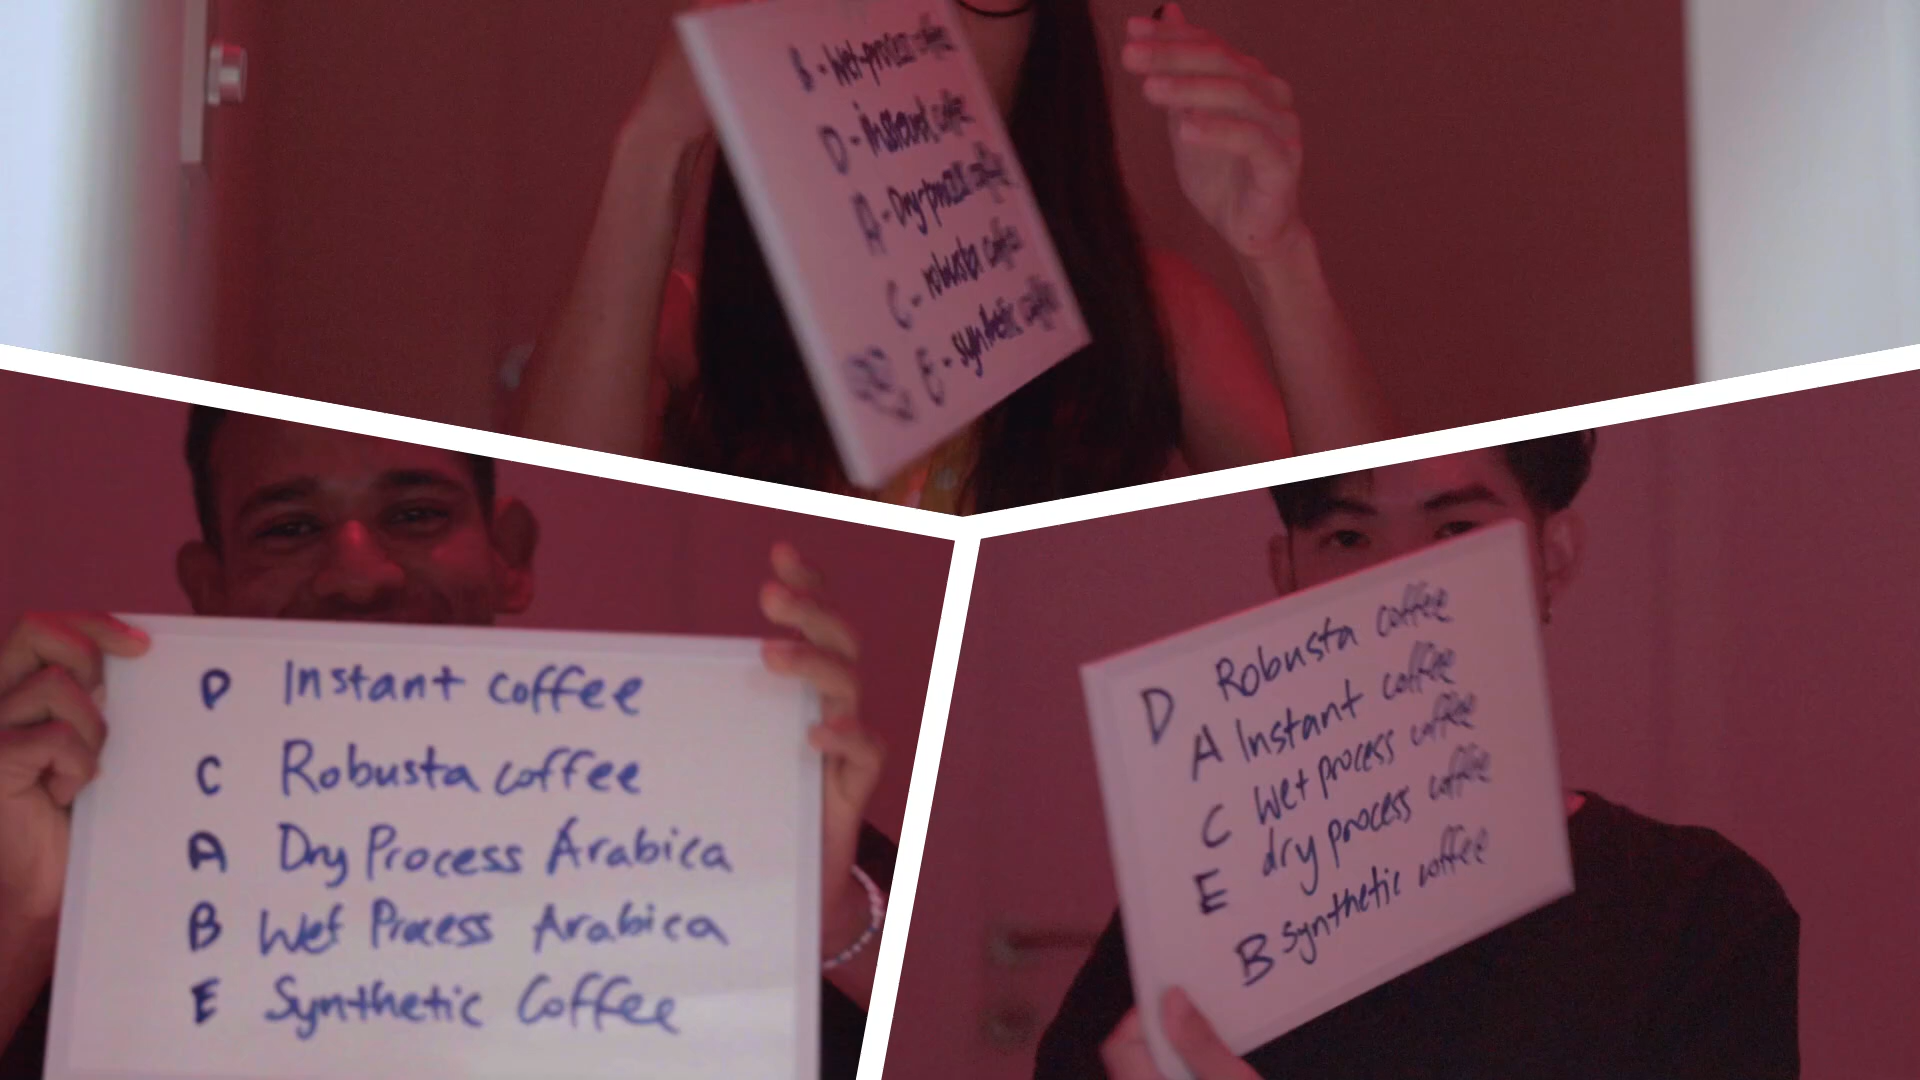 B - Wet-process coffee
D - instant coffee
A - Dry-process coffee
C - robusta coffee
E - synthetic coffee
D Instant coffee
C Robusta coffee
A Dry Process Arabica
B Wet Process Arabica
E Synthetic Coffee
D Robusta coffee
A Instant coffee
C Wet process coffee
E dry process coffee
B synthetic coffee